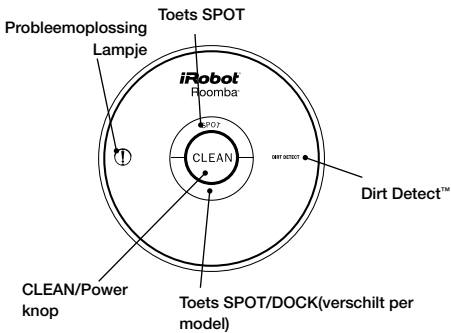 Toets SPOT
Probleemoplossing
Lampje
iRobot®
Roomba®
SPOT
CLEAN
DIRT DETECT
Dirt Detect™
CLEAN/Power
knop
Toets SPOT/DOCK(verschilt per
model)